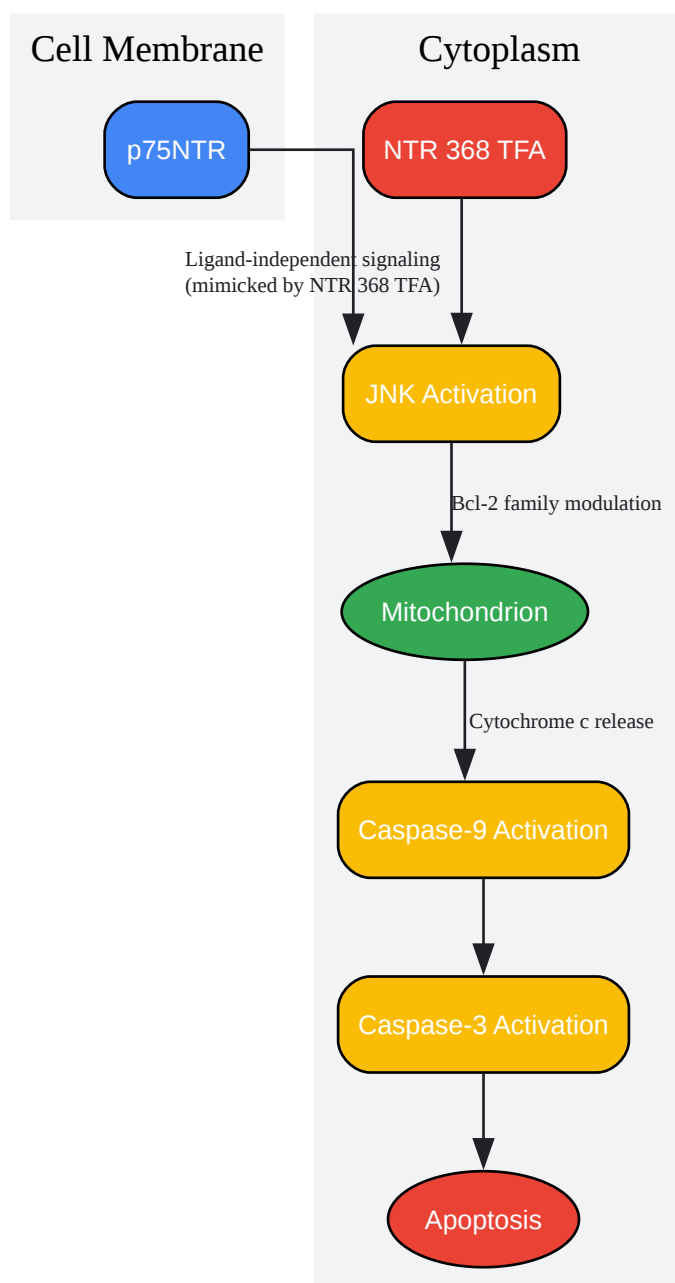 Cell Membrane
Cytoplasm
p75NTR
NTR 368 TFA
Ligand-independent signaling
(mimicked by NTR 368 TFA)
JNK Activation
Bcl-2 family modulation
Mitochondrion
Cytochrome c release
Caspase-9 Activation
Caspase-3 Activation
Apoptosis